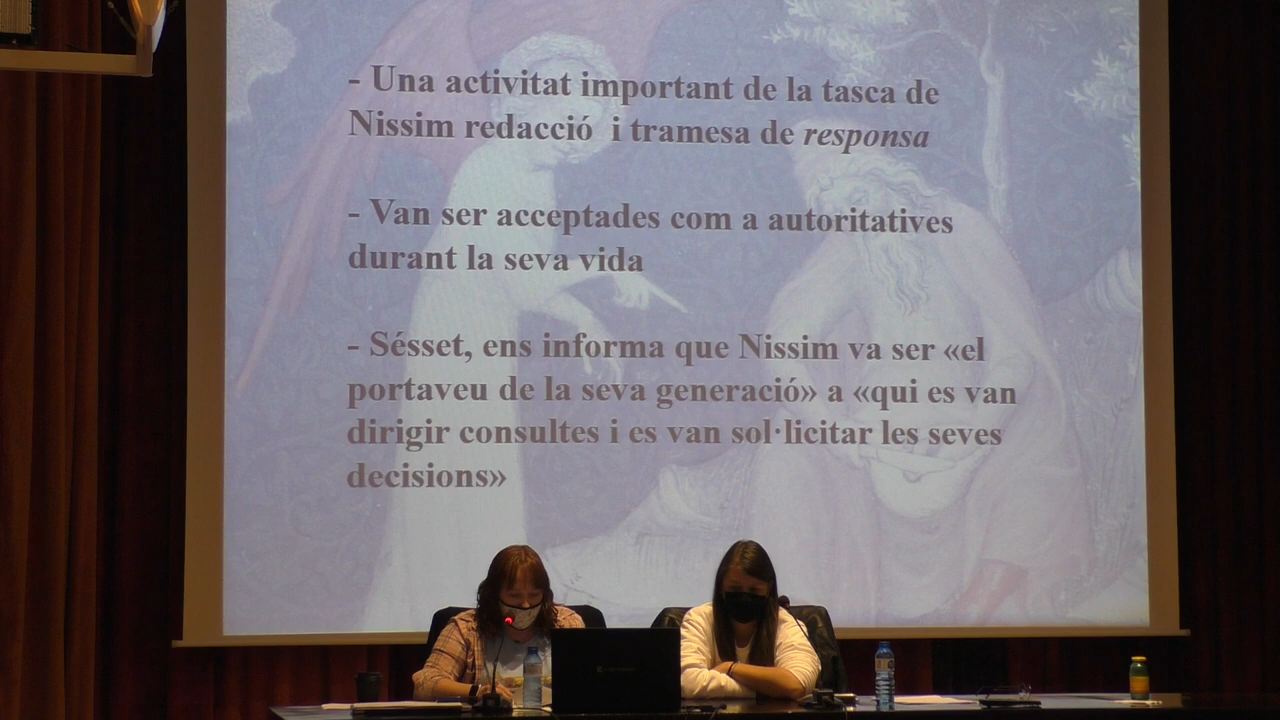 - Una activitat important de la tasca de
Nissim redacció i tramesa de responsa
- Van ser acceptades com a autoritatives
durant la seva vida
- Sésset, ens informa que Nissim va ser «el
portaveu de la seva generació» a «qui es van
dirigir consultes i es van sol·licitar les seves
decisions»